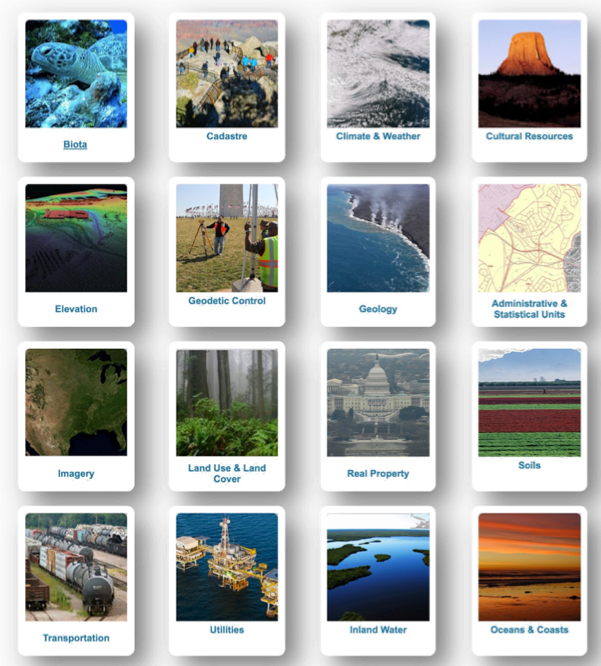 Biota
Cadastre
Climate & Weather
Cultural Resources
Elevation
Geodetic Control
Geology
Administrative &
Statistical Units
Imagery
Land Use & Land
Cover
Real Property
Soils
Transportation
Utilities
Inland Water
Oceans & Coasts